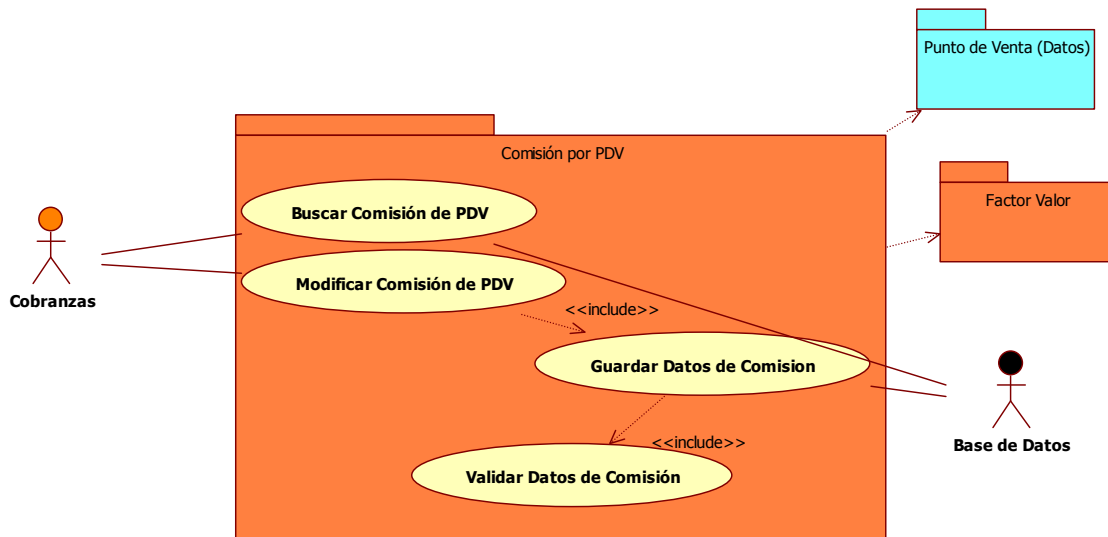 Punto de Venta (Datos)
Comisión por PDV
Factor Valor
Buscar Comisión de PDV
Modificar Comisión de PDV
Cobranzas
<<include>>
Guardar Datos de Comision
Base de Datos
<<include>>
Validar Datos de Comisión